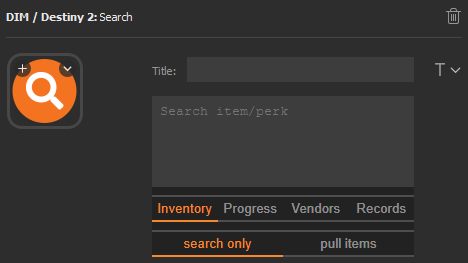 DIM / Destiny 2: Search
Title:
T
Search item/perk
Inventory Progress Vendors Records
search only pull items